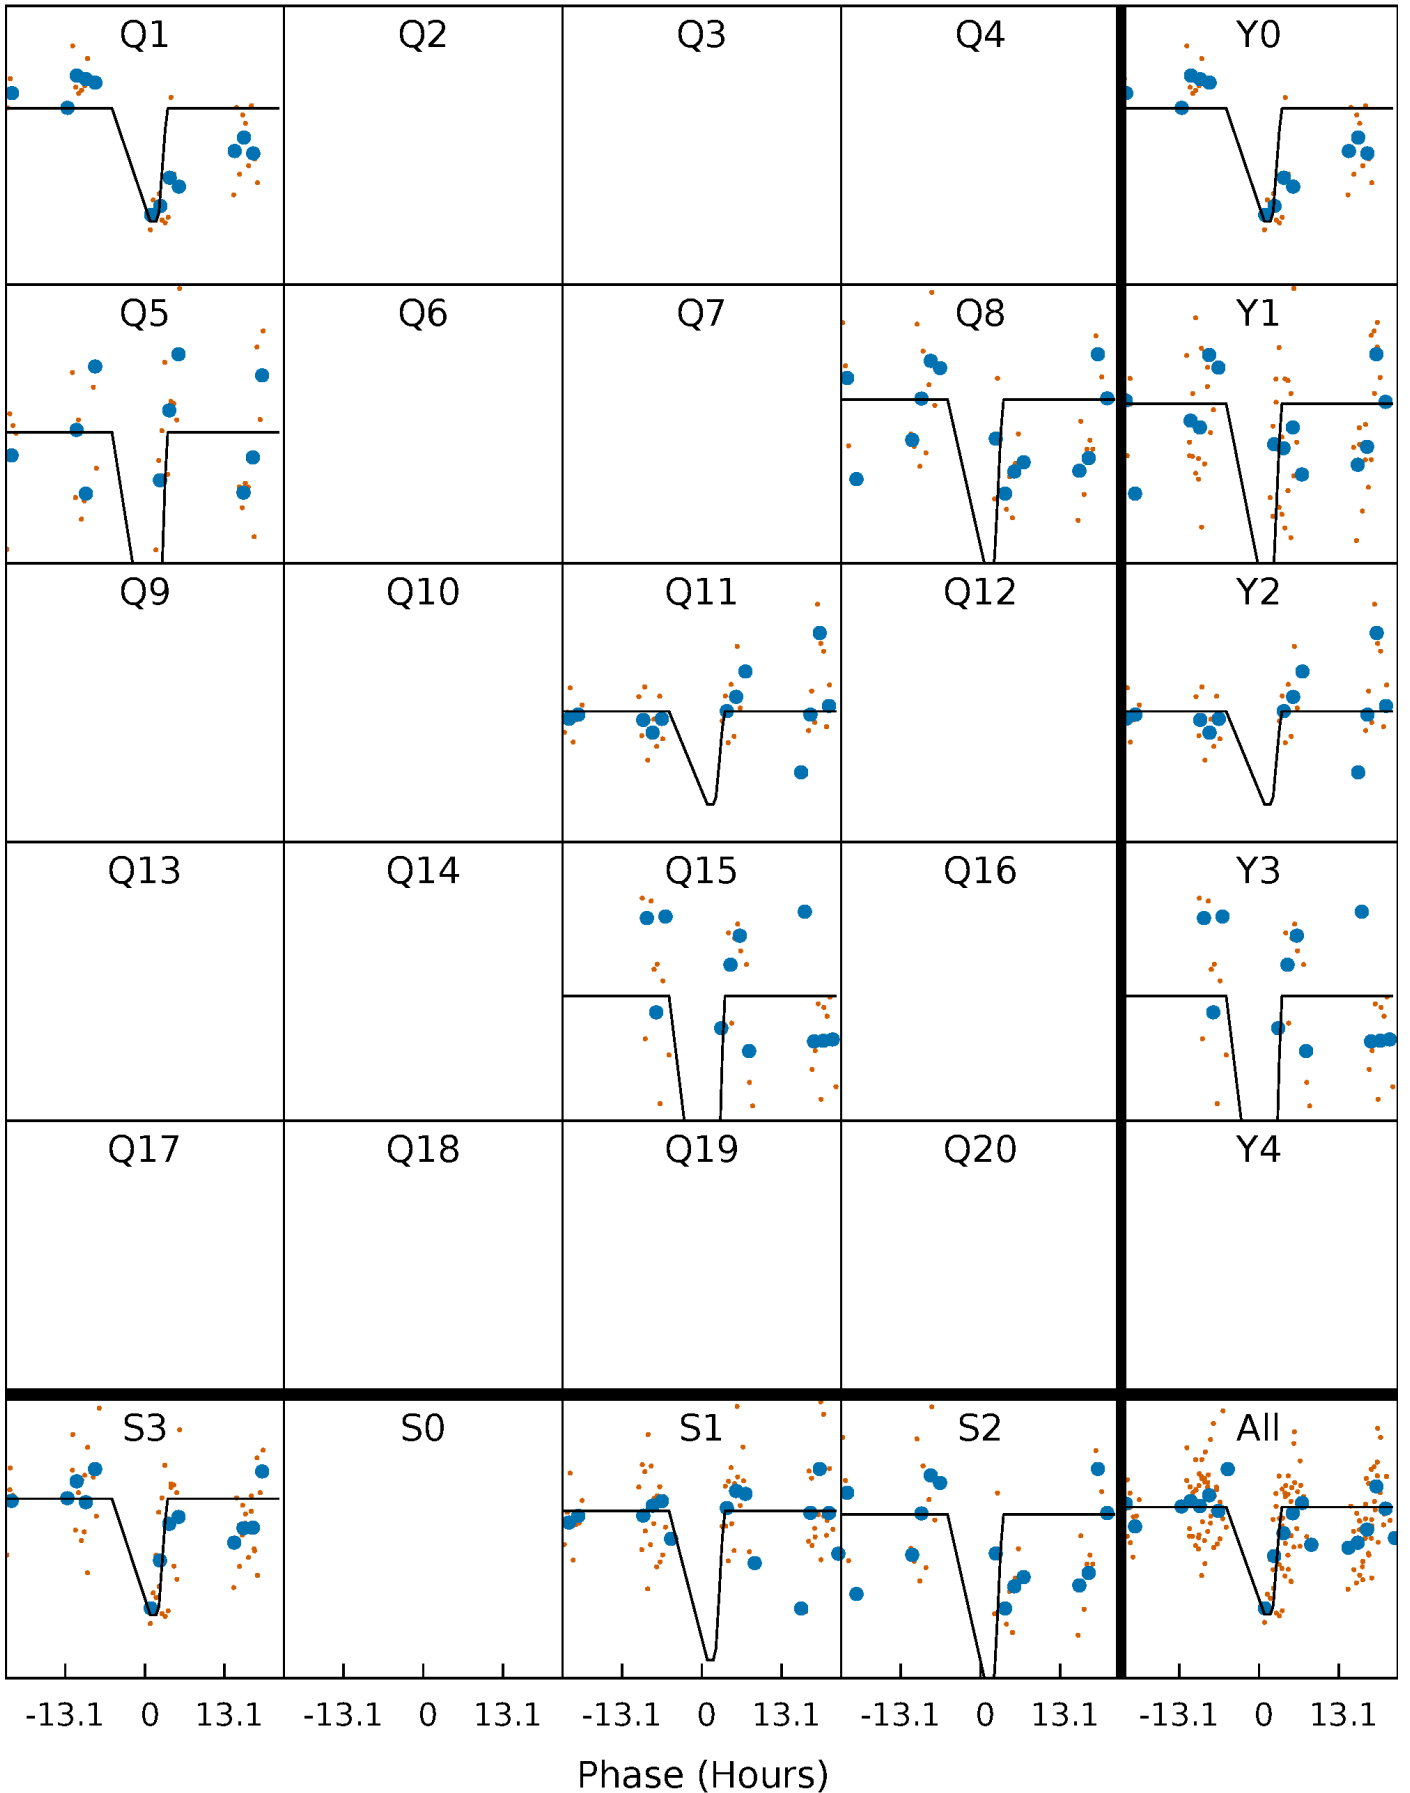 Q1 Q2 Q3 Q4 Y0
Q5 Q6 Q7 Q8 Y1
Q9 Q10 Q11 Q12 Y2
Q13 Q14 Q15 Q16 Y3
Q17 Q18 Q19 Q20 Y4
S3 S0 S1 S2 All
-13.1 0 13.1 -13.1 0 13.1 -13.1 0 13.1 -13.1 0 13.1 -13.1 0 13.1
Phase (Hours)